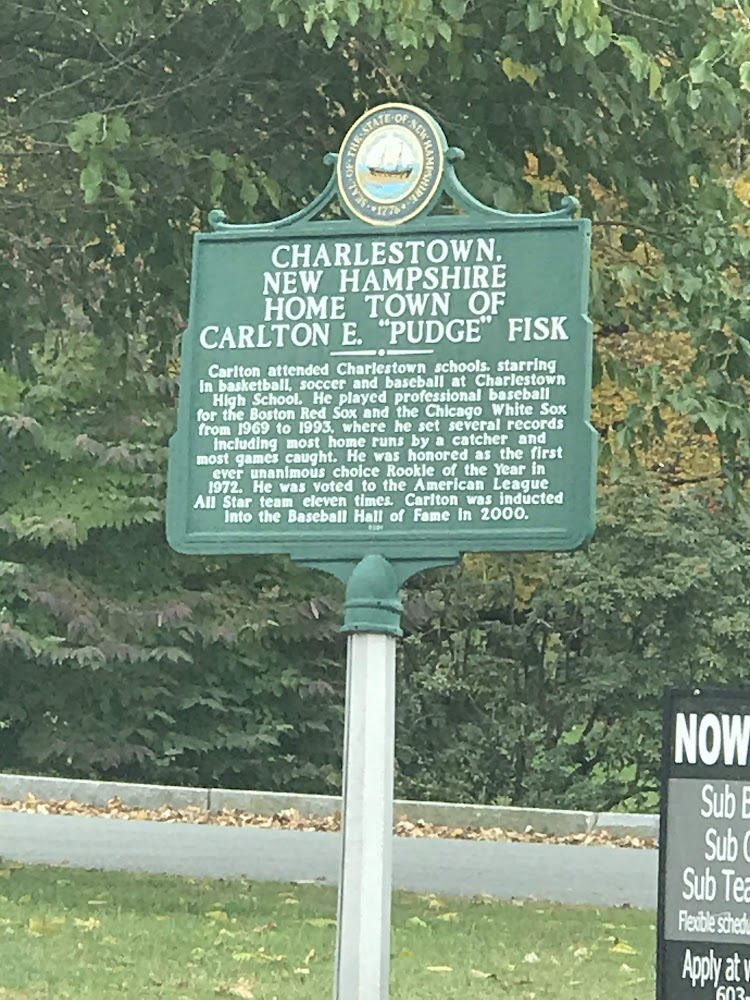 SEAL · OF · THE · STATE · OF · NEW HAMPSHIRE
· 1776 ·
CHARLESTOWN,
NEW HAMPSHIRE
HOME TOWN OF
CARLTON E. "PUDGE" FISK
Carlton attended Charlestown schools, starring
in basketball, soccer and baseball at Charlestown
High School. He played professional baseball
for the Boston Red Sox and the Chicago White Sox
from 1969 to 1993, where he set several records
including most home runs by a catcher and
most games caught. He was honored as the first
ever unanimous choice Rookie of the Year in
1972. He was voted to the American League
All Star team eleven times. Carlton was inducted
into the Baseball Hall of Fame in 2000.
NOW
Sub
Sub
Sub Tea
Flexible schedu
Apply at w
603-